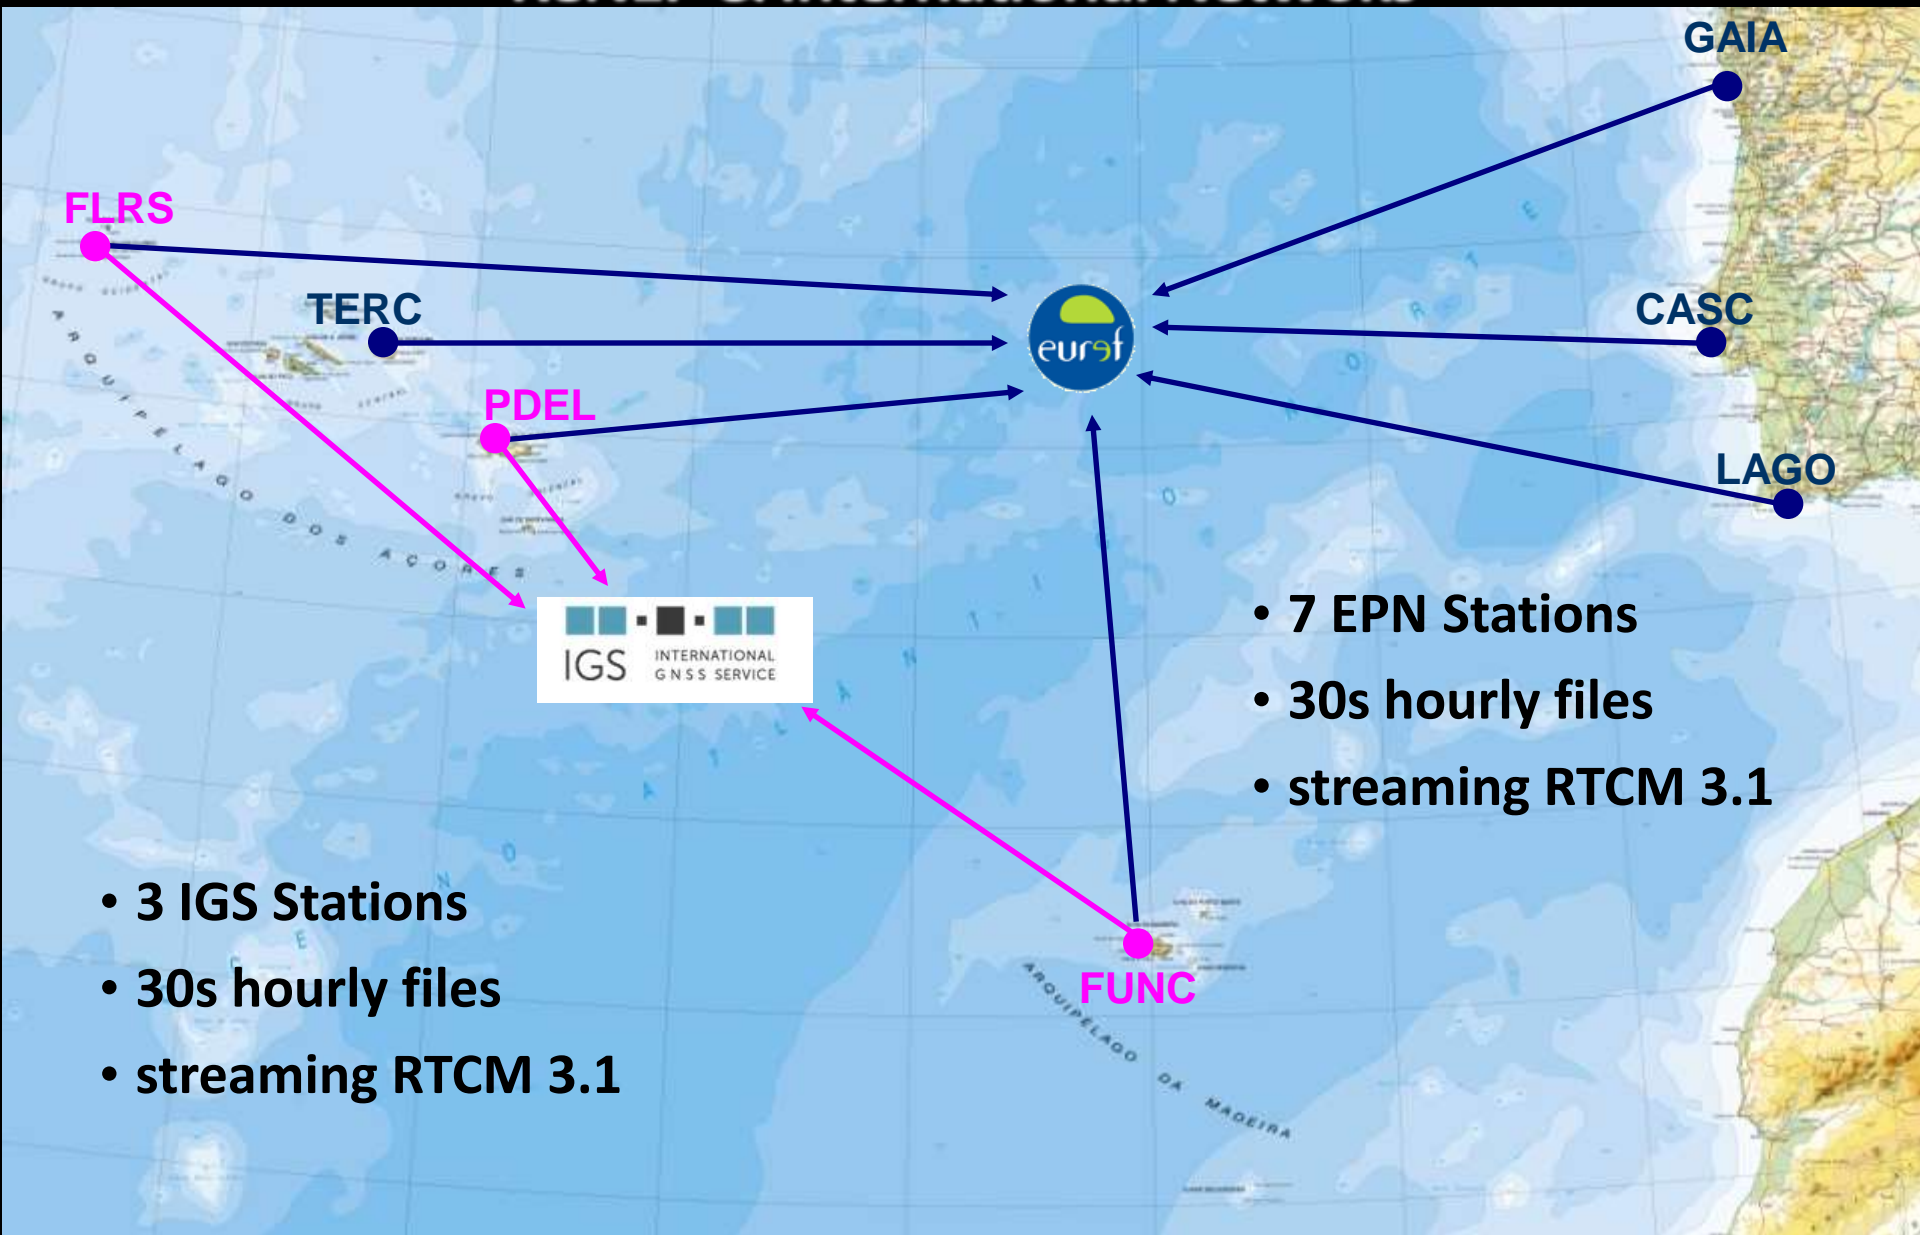 GAIA
FLRS
TERC
CASC
euref
PDEL
LAGO
ARQUIPELAGO DOS AÇORES
IGS INTERNATIONAL
GNSS SERVICE
• 7 EPN Stations
• 30s hourly files
• streaming RTCM 3.1
• 3 IGS Stations
• 30s hourly files
• streaming RTCM 3.1
FUNC
ARQUIPÉLAGO DA MADEIRA